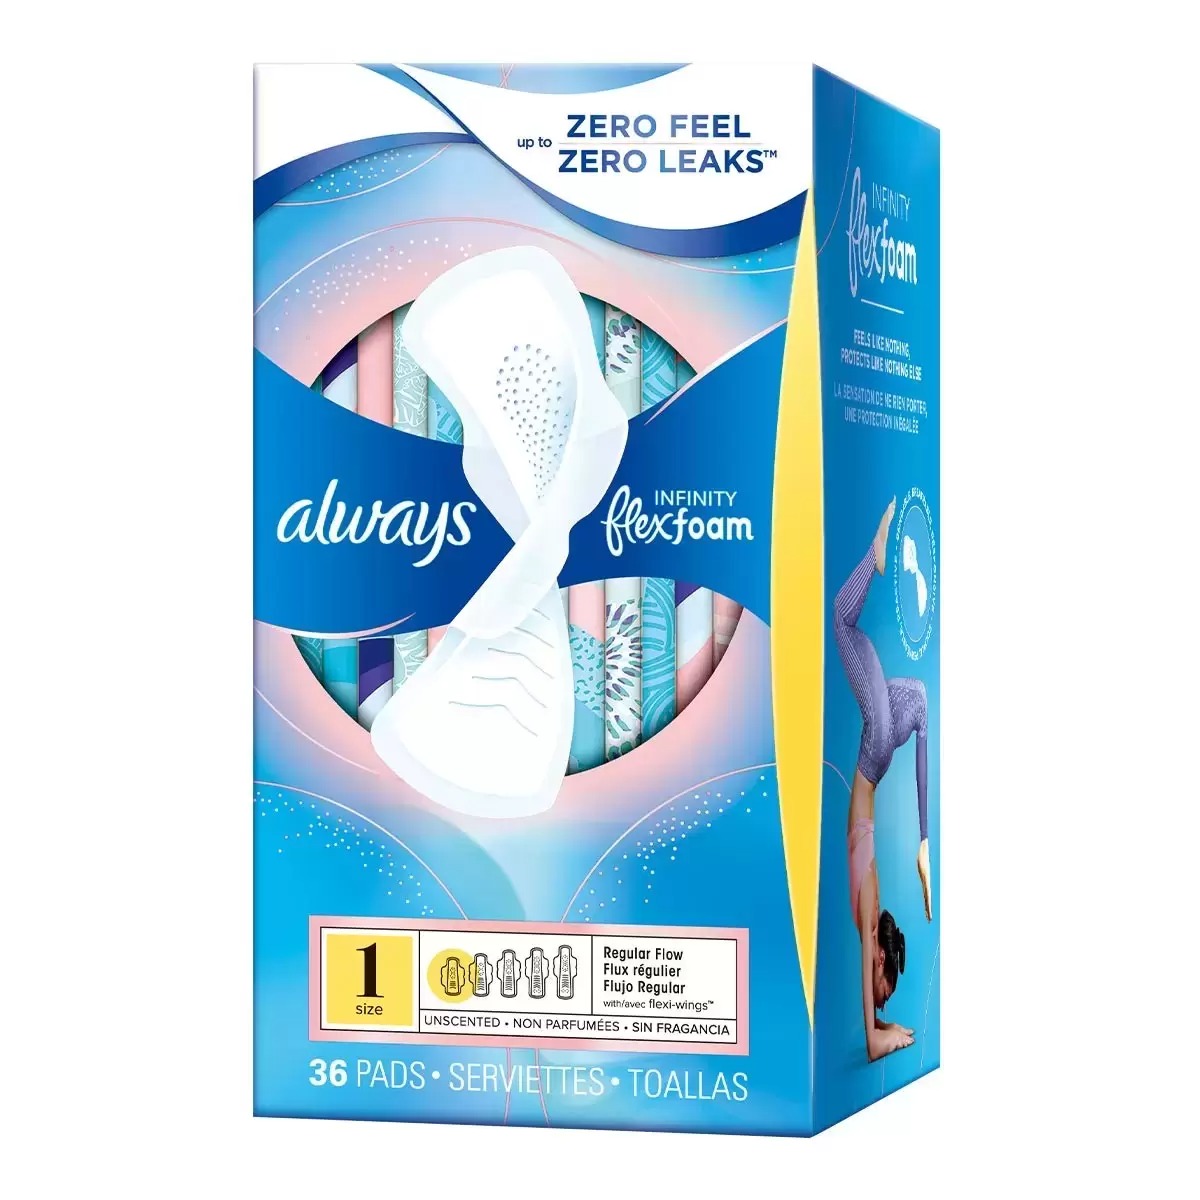 up to ZERO FEEL
ZERO LEAKS™
always
INFINITY
flexfoam
1
size
Regular Flow
Flux régulier
Flujo Regular
with/avec flexi-wings™
UNSCENTED • NON PARFUMÉES • SIN FRAGANCIA
36 PADS • SERVIETTES • TOALLAS
INFINITY
flexfoam
FEELS LIKE NOTHING,
PROTECTS LIKE NOTHING ELSE
LA SENSATION DE NE RIEN PORTER,
UNE PROTECTION INÉGALÉE